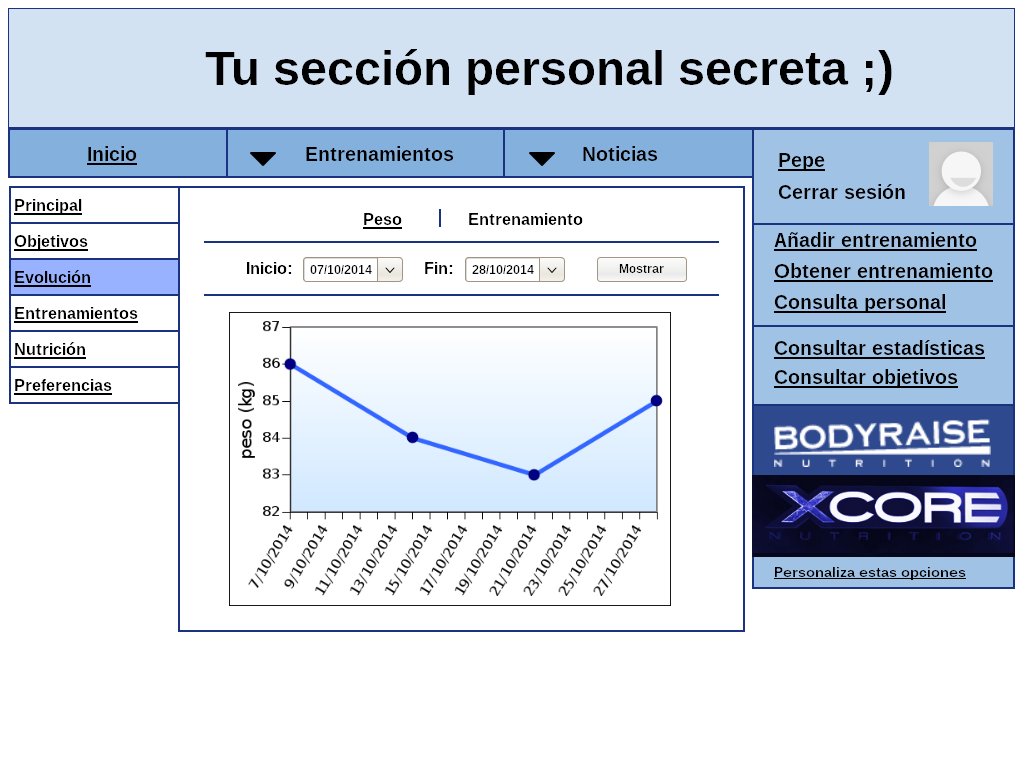 Tu sección personal secreta ;)
Inicio
Entrenamientos
Noticias
Pepe
Cerrar sesión
Principal
Objetivos
Evolución
Entrenamientos
Nutrición
Preferencias
Peso
Entrenamiento
Inicio:
07/10/2014
Fin:
28/10/2014
Mostrar
peso (kg)
87
86
85
84
83
82
7/10/2014
9/10/2014
11/10/2014
13/10/2014
15/10/2014
17/10/2014
19/10/2014
21/10/2014
23/10/2014
25/10/2014
27/10/2014
Añadir entrenamiento
Obtener entrenamiento
Consulta personal
Consultar estadísticas
Consultar objetivos
BODYRAISE
NUTRITION
XCORE
NUTRITION
Personaliza estas opciones